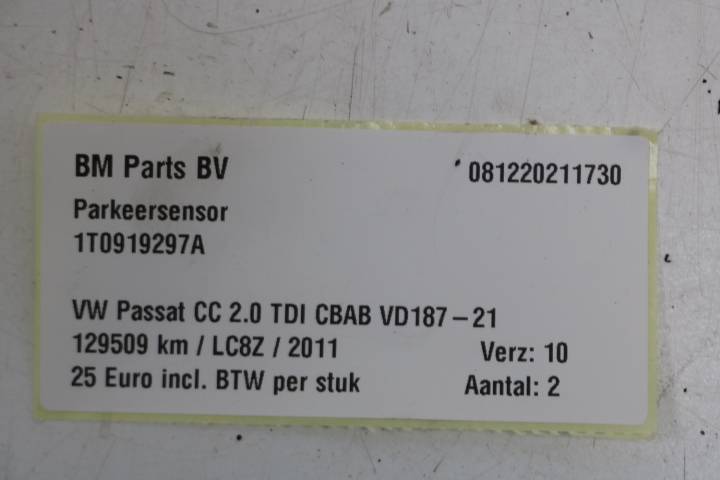 BM Parts BV 081220211730
Parkeersensor
1T0919297A
VW Passat CC 2.0 TDI CBAB VD187-21
129509 km / LC8Z / 2011 Verz: 10
25 Euro incl. BTW per stuk Aantal: 2